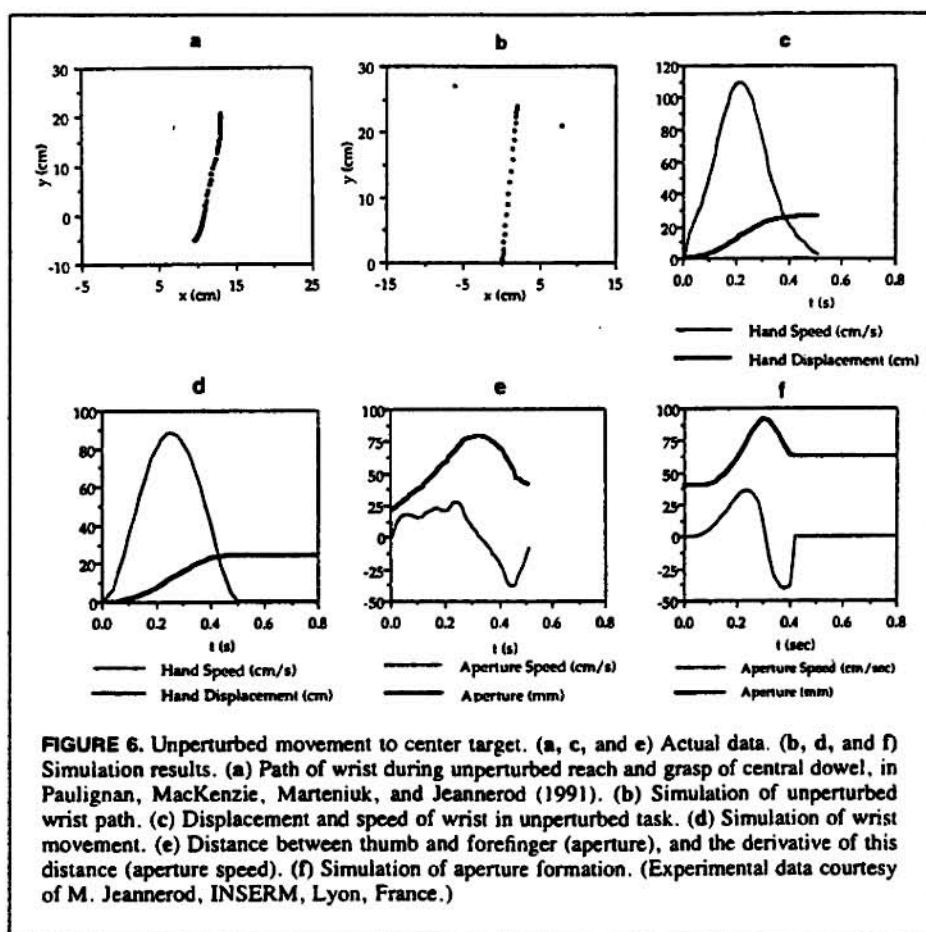 a b c
30
20
10
0
-10
-5 5 15 25
y (cm)
x (cm)
30
20
10
0
-5 5 15
y (cm)
x (cm)
120
100
80
60
40
20
0
0.0 0.2 0.4 0.6 0.8
t (s)
Hand Speed (cm/s)
Hand Displacement (cm)
d e f
100
80
60
40
20
0
0.0 0.2 0.4 0.6 0.8
t (s)
Hand Speed (cm/s)
Hand Displacement (cm)
100
75
50
25
0
-25
-50
0.0 0.2 0.4 0.6 0.8
t (s)
Aperture Speed (cm/s)
Aperture (mm)
100
75
50
25
0
-25
-50
0.0 0.2 0.4 0.6 0.8
t (sec)
Aperture Speed (cm/sec)
Aperture (mm)
FIGURE 6. Unperturbed movement to center target. (a, c, and e) Actual data. (b, d, and f)
Simulation results. (a) Path of wrist during unperturbed reach and grasp of central dowel, in
Paulignan, MacKenzie, Marteniuk, and Jeannerod (1991). (b) Simulation of unperturbed
wrist path. (c) Displacement and speed of wrist in unperturbed task. (d) Simulation of wrist
movement. (e) Distance between thumb and forefinger (aperture), and the derivative of this
distance (aperture speed). (f) Simulation of aperture formation. (Experimental data courtesy
of M. Jeannerod, INSERM, Lyon, France.)